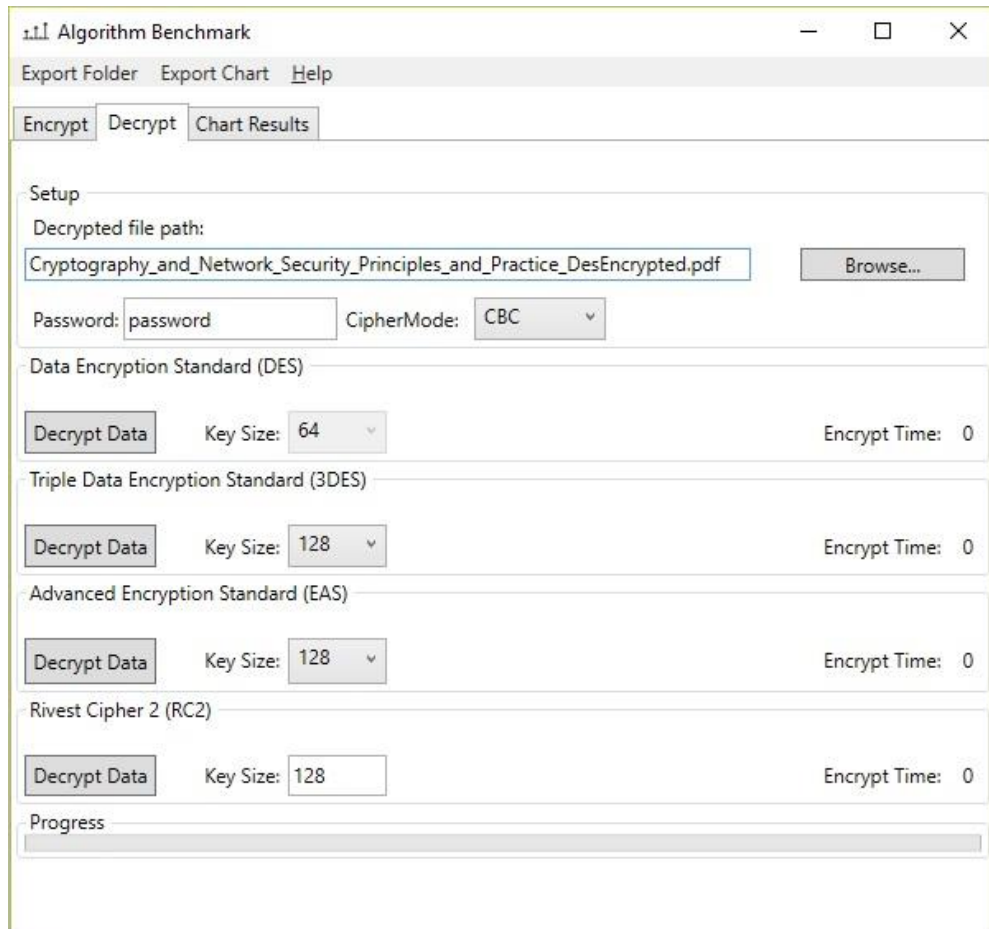 Algorithm Benchmark
Export Folder Export Chart Help
Encrypt Decrypt Chart Results
Setup
Decrypted file path:
Cryptography_and_Network_Security_Principles_and_Practice_DesEncrypted.pdf Browse...
Password: password CipherMode: CBC
Data Encryption Standard (DES)
Decrypt Data Key Size: 64 Encrypt Time: 0
Triple Data Encryption Standard (3DES)
Decrypt Data Key Size: 128 Encrypt Time: 0
Advanced Encryption Standard (EAS)
Decrypt Data Key Size: 128 Encrypt Time: 0
Rivest Cipher 2 (RC2)
Decrypt Data Key Size: 128 Encrypt Time: 0
Progress